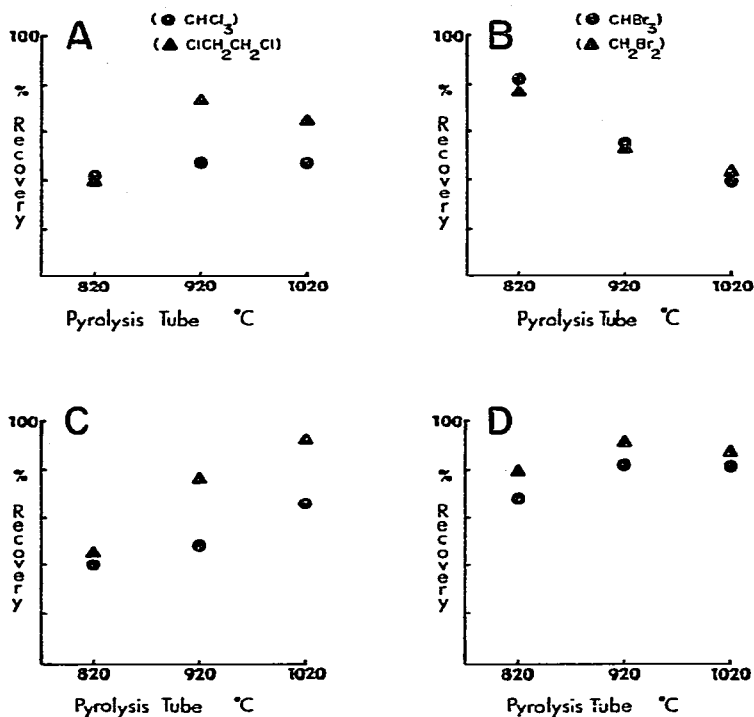 A
(● CHCl3)
(▲ ClCH2CH2Cl)
100
% Recovery
820 920 1020
Pyrolysis Tube °C
B
(● CHBr3)
(▲ CH2Br2)
100
% Recovery
820 920 1020
Pyrolysis Tube °C
C
100
% Recovery
820 920 1020
Pyrolysis Tube °C
D
100
% Recovery
820 920 1020
Pyrolysis Tube °C